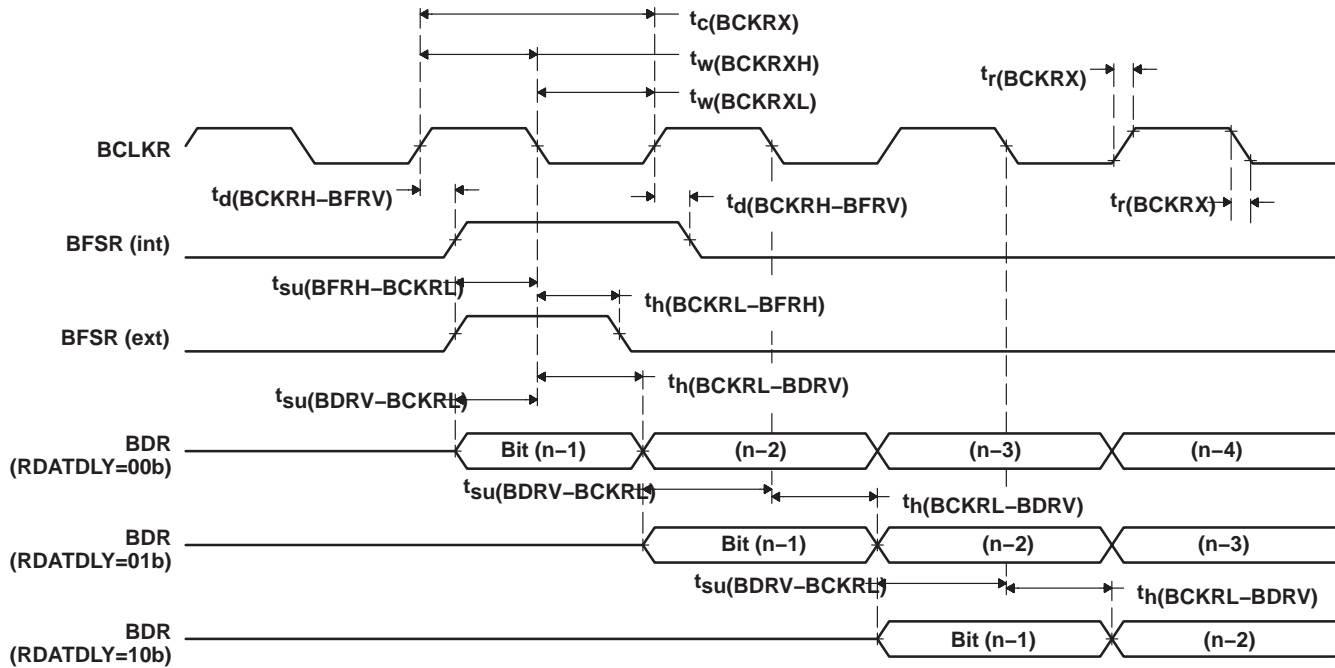 tc(BCKRX)
tw(BCKRXH)
tr(BCKRX)
tw(BCKRXL)
BCLKR
td(BCKRH–BFRV)
td(BCKRH–BFRV)
tr(BCKRX)
BFSR (int)
tsu(BFRH–BCKRL)
th(BCKRL–BFRH)
BFSR (ext)
th(BCKRL–BDRV)
tsu(BDRV–BCKRL)
BDR
(RDATDLY=00b)
Bit (n–1)
(n–2)
(n–3)
(n–4)
tsu(BDRV–BCKRL)
th(BCKRL–BDRV)
BDR
(RDATDLY=01b)
Bit (n–1)
(n–2)
(n–3)
tsu(BDRV–BCKRL)
th(BCKRL–BDRV)
BDR
(RDATDLY=10b)
Bit (n–1)
(n–2)